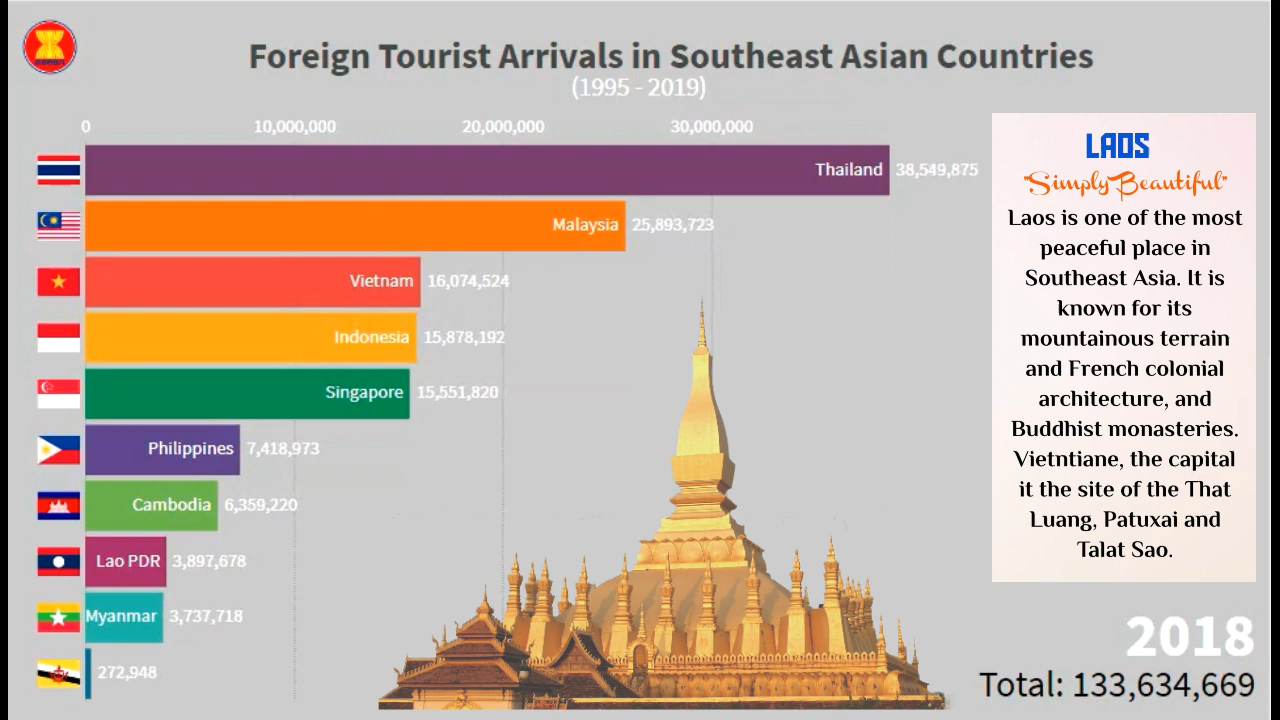 Foreign Tourist Arrivals in Southeast Asian Countries
(1995 - 2019)
0 10,000,000 20,000,000 30,000,000
Thailand 38,549,875
Malaysia 25,893,723
Vietnam 16,074,524
Indonesia 15,878,192
Singapore 15,551,820
Philippines 7,418,973
Cambodia 6,359,220
Lao PDR 3,897,678
Myanmar 3,737,718
272,948
LAOS
"Simply Beautiful"
Laos is one of the most
peaceful place in
Southeast Asia. It is
known for its
mountainous terrain
and French colonial
architecture, and
Buddhist monasteries.
Vietntiane, the capital
it the site of the That
Luang, Patuxai and
Talat Sao.
2018
Total: 133,634,669